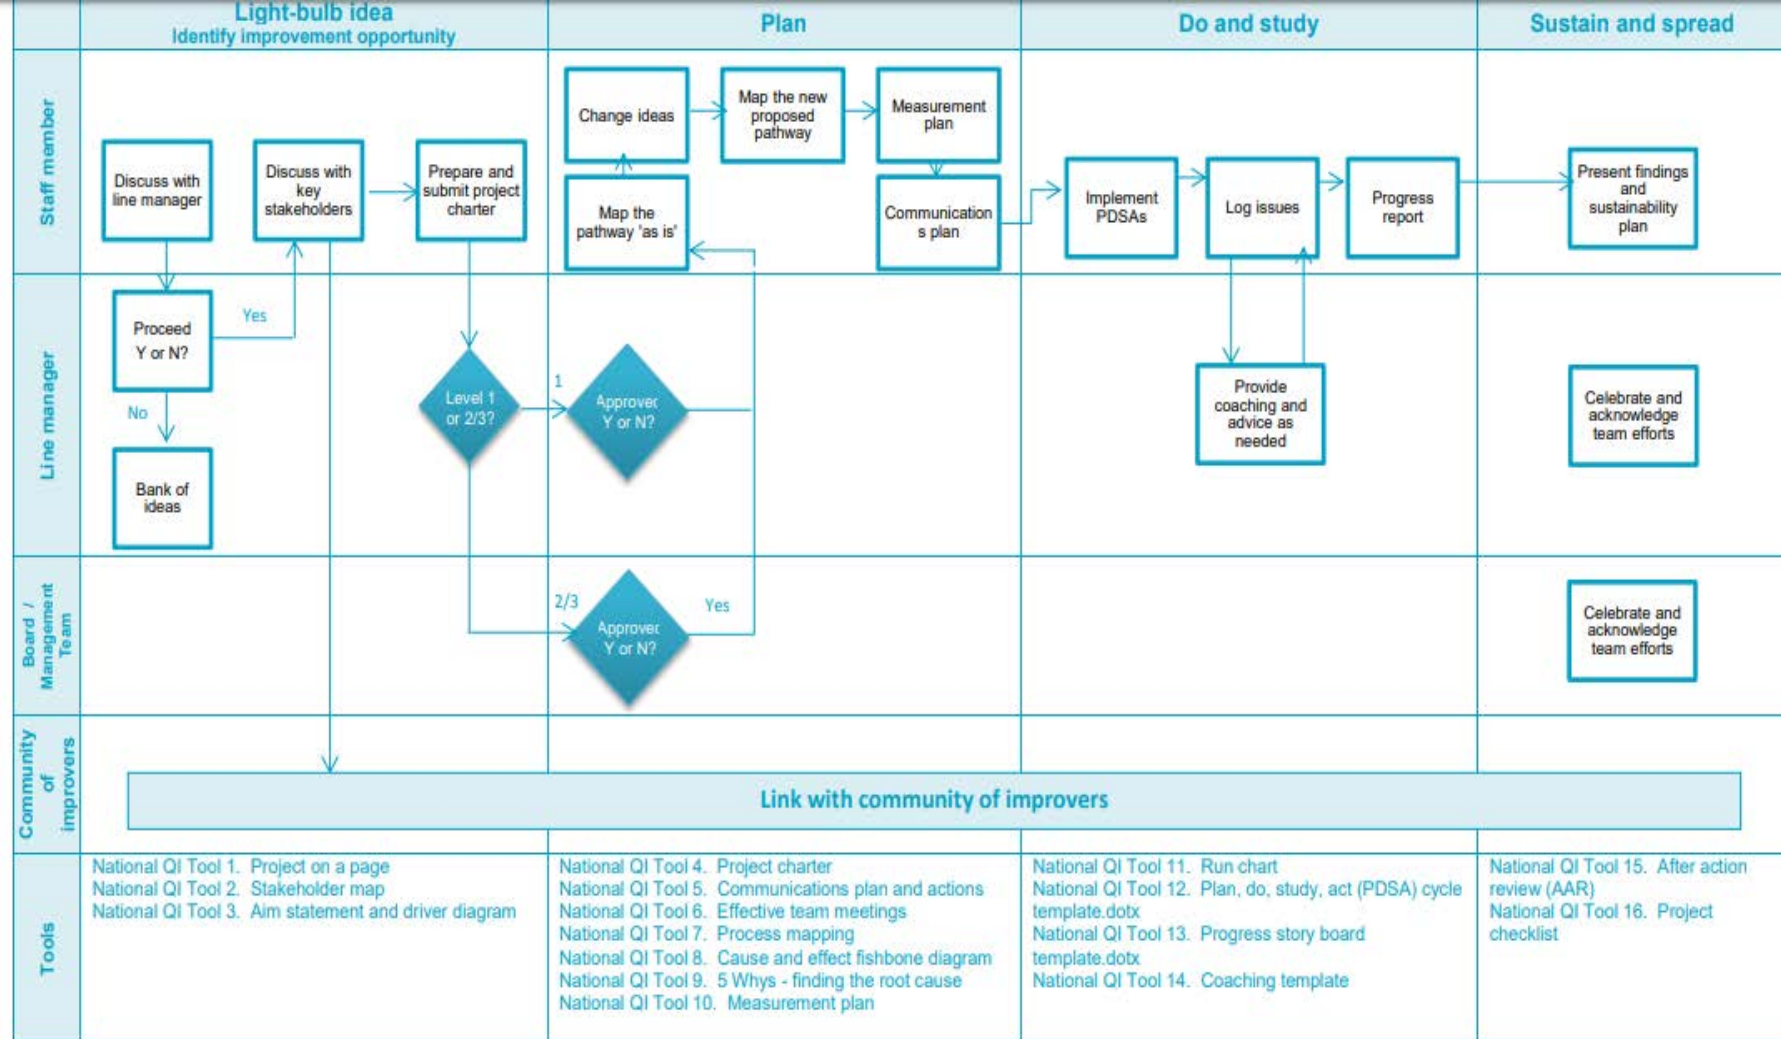 Light-bulb idea
Identify improvement opportunity
Plan
Do and study
Sustain and spread
Staff member
Discuss with
line manager
Discuss with
key
stakeholders
Prepare and
submit project
charter
Change ideas
Map the new
proposed
pathway
Measurement
plan
Map the
pathway 'as is'
Communication
s plan
Implement
PDSAs
Log issues
Progress
report
Present findings
and
sustainability
plan
Line manager
Proceed
Y or N?
Yes
No
Bank of
ideas
Level 1
or 2/3?
1
Approved
Y or N?
Provide
coaching and
advice as
needed
Celebrate and
acknowledge
team efforts
Board /
Management
Team
2/3
Approved
Y or N?
Yes
Celebrate and
acknowledge
team efforts
Community
of
improvers
Link with community of improvers
Tools
National QI Tool 1. Project on a page
National QI Tool 2. Stakeholder map
National QI Tool 3. Aim statement and driver diagram
National QI Tool 4. Project charter
National QI Tool 5. Communications plan and actions
National QI Tool 6. Effective team meetings
National QI Tool 7. Process mapping
National QI Tool 8. Cause and effect fishbone diagram
National QI Tool 9. 5 Whys - finding the root cause
National QI Tool 10. Measurement plan
National QI Tool 11. Run chart
National QI Tool 12. Plan, do, study, act (PDSA) cycle
template.dotx
National QI Tool 13. Progress story board
template.dotx
National QI Tool 14. Coaching template
National QI Tool 15. After action
review (AAR)
National QI Tool 16. Project
checklist